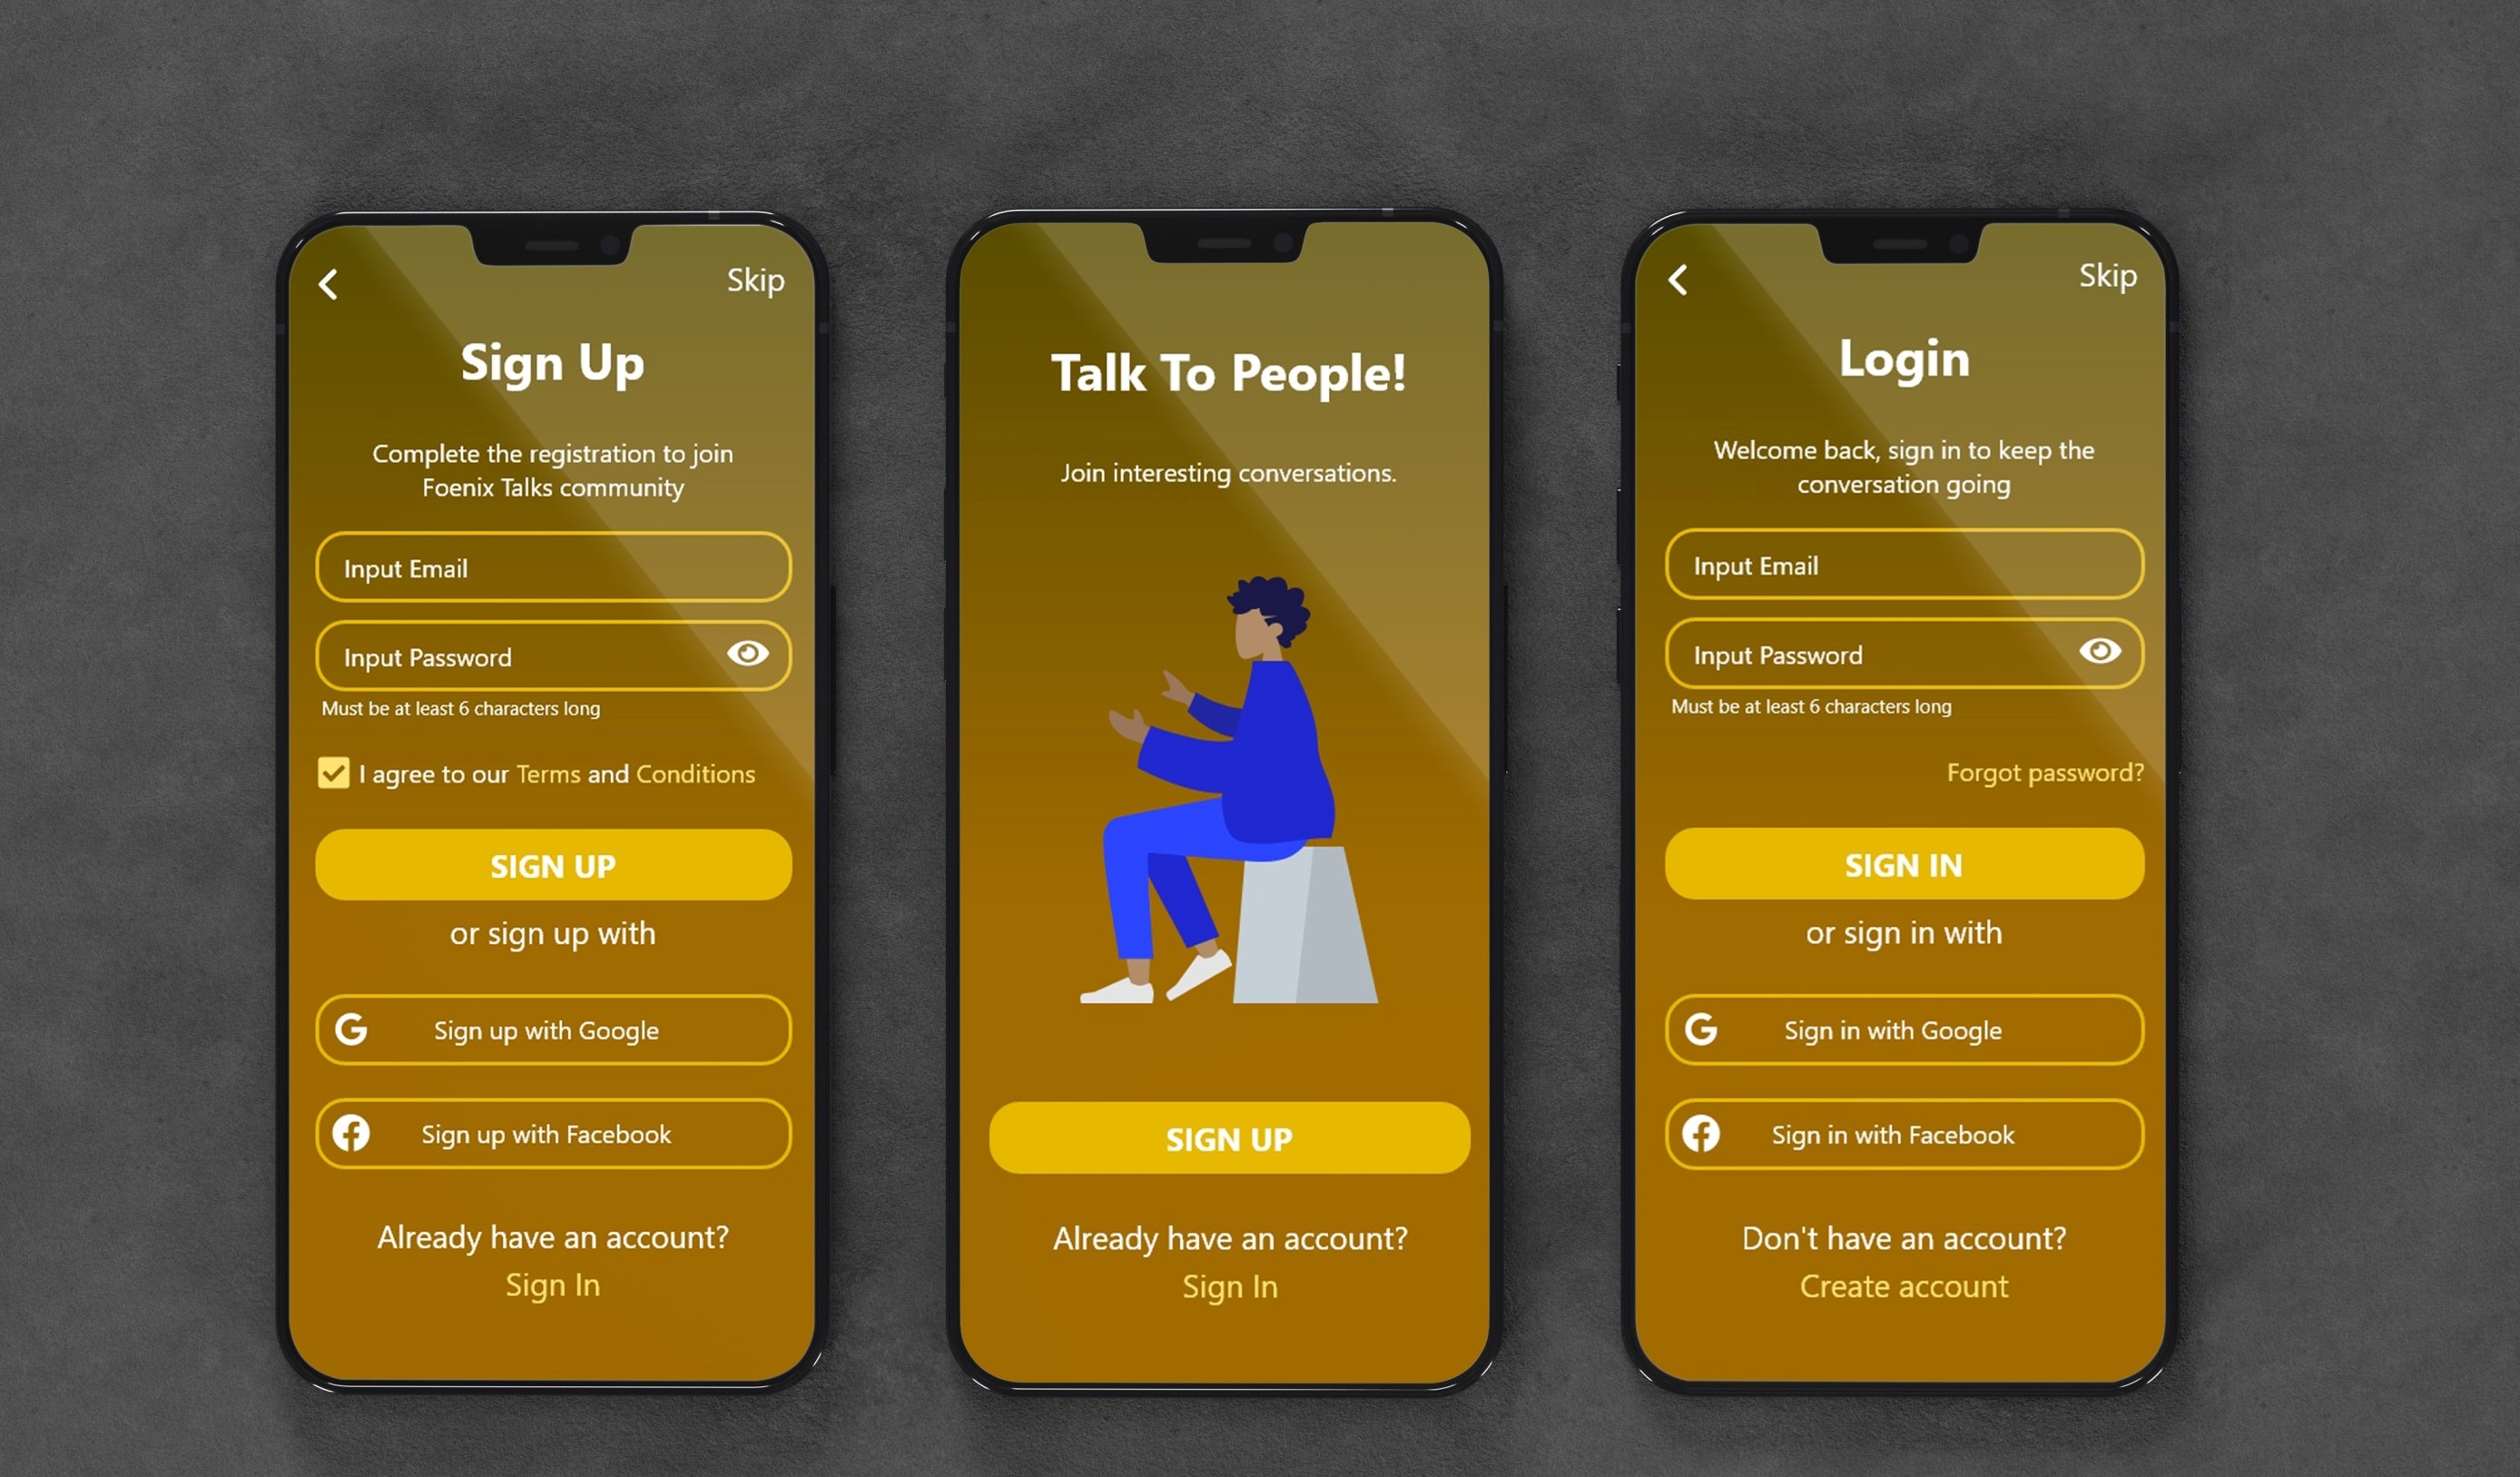 Skip
Sign Up
Complete the registration to join
Foenix Talks community
Input Email
Input Password
Must be at least 6 characters long
I agree to our Terms and Conditions
SIGN UP
or sign up with
Sign up with Google
Sign up with Facebook
Already have an account?
Sign In
Talk To People!
Join interesting conversations.
SIGN UP
Already have an account?
Sign In
Skip
Login
Welcome back, sign in to keep the
conversation going
Input Email
Input Password
Must be at least 6 characters long
Forgot password?
SIGN IN
or sign in with
Sign in with Google
Sign in with Facebook
Don't have an account?
Create account